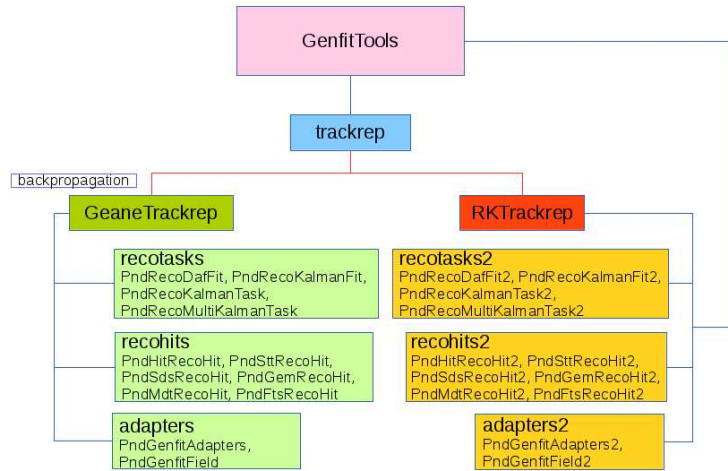 GenfitTools
trackrep
backpropagation
GeaneTrackrep
RKTrackrep
recotasks
PndRecoDafFit, PndRecoKalmanFit,
PndRecoKalmanTask,
PndRecoMultiKalmanTask
recotasks2
PndRecoDafFit2, PndRecoKalmanFit2,
PndRecoKalmanTask2,
PndRecoMultiKalmanTask2
recohits
PndHitRecoHit, PndSttRecoHit,
PndSdsRecoHit, PndGemRecoHit,
PndMdtRecoHit, PndFtsRecoHit
recohits2
PndHitRecoHit2, PndSttRecoHit2,
PndSdsRecoHit2, PndGemRecoHit2,
PndMdtRecoHit2, PndFtsRecoHit2
adapters
PndGenfitAdapters,
PndGenfitField
adapters2
PndGenfitAdapters2,
PndGenfitField2